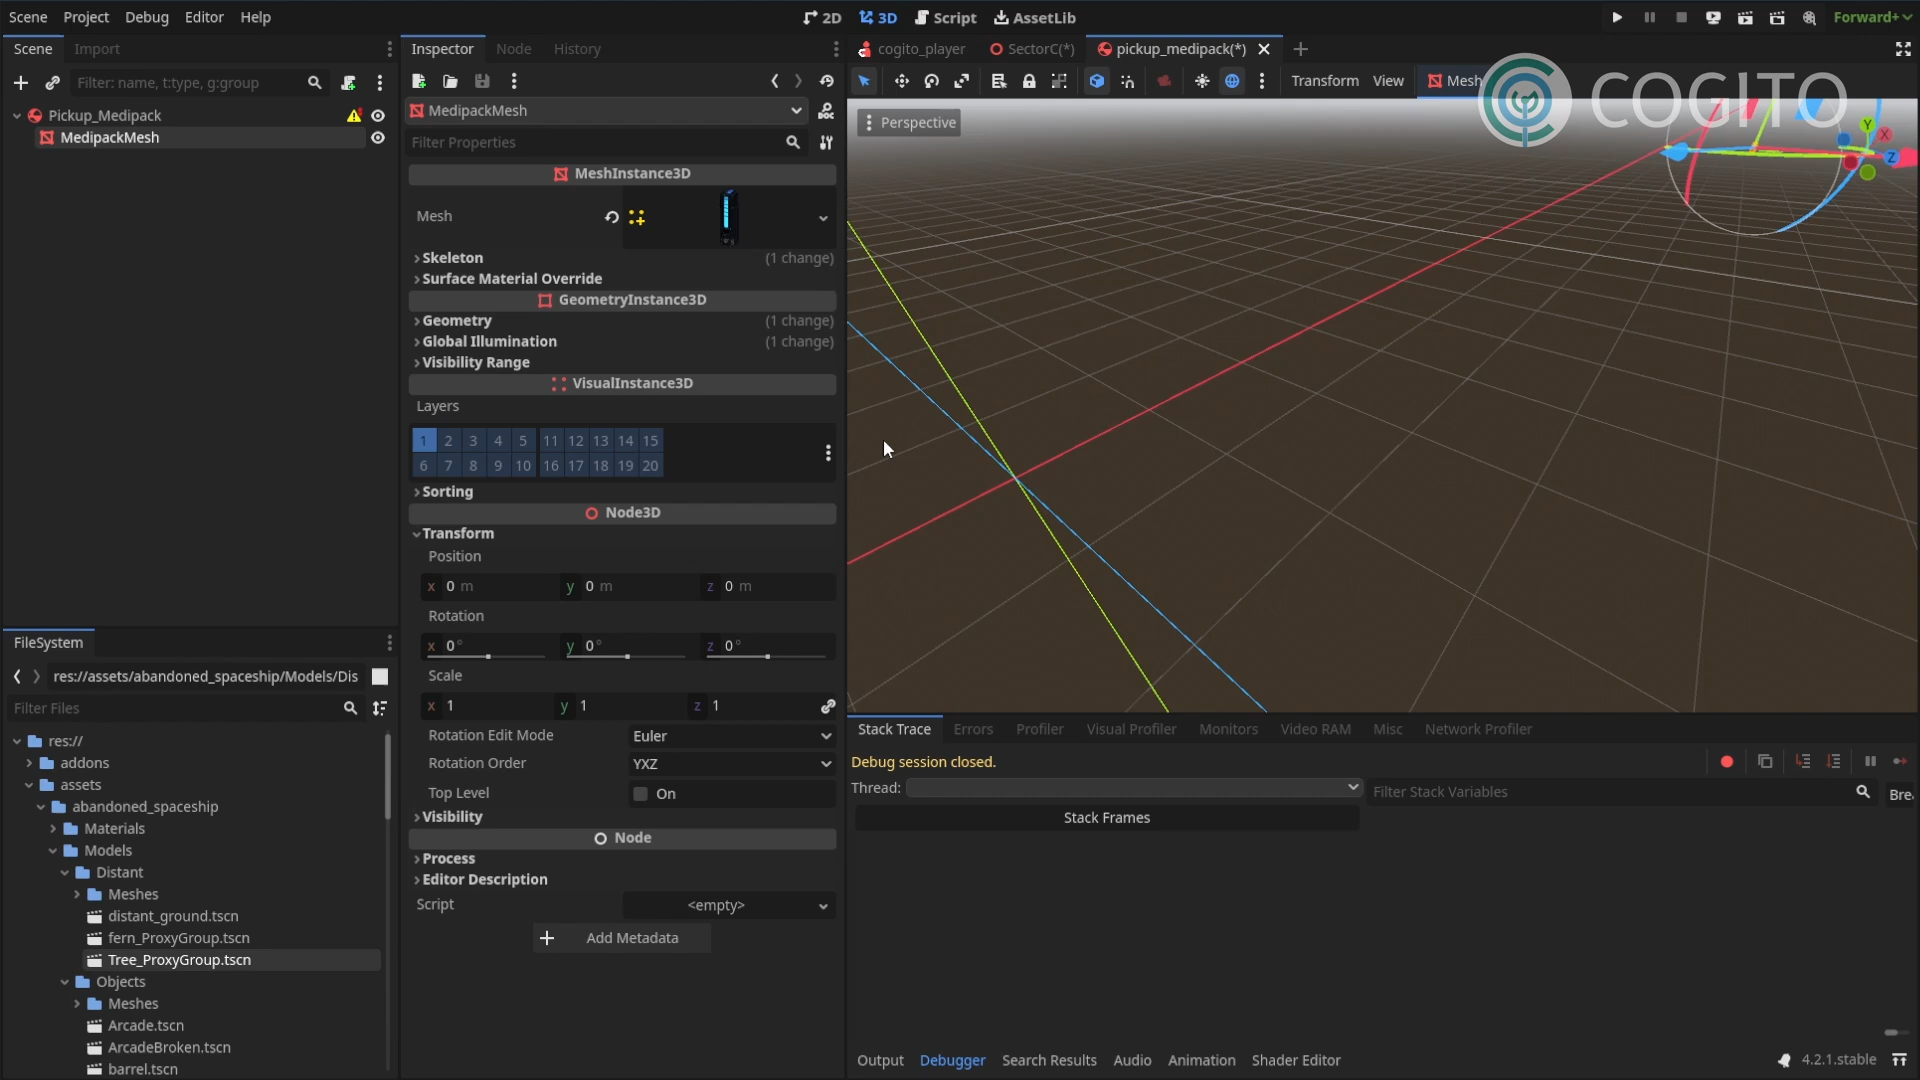 Scene Project Debug Editor Help
2D 3D Script AssetLib
Forward+
Scene Import
Inspector Node History
cogito_player SectorC(*) pickup_medipack(*)
Filter: name, t:type, g:group
Transform View Mesh
COGITO
MedipackMesh
Pickup_Medipack
MedipackMesh
Filter Properties
Perspective
Y
X
Z
MeshInstance3D
Mesh
Skeleton (1 change)
Surface Material Override
GeometryInstance3D
Geometry (1 change)
Global Illumination (1 change)
Visibility Range
VisualInstance3D
Layers
1 2 3 4 5 11 12 13 14 15
6 7 8 9 10 16 17 18 19 20
Sorting
Node3D
Transform
Position
x 0 m y 0 m z 0 m
Rotation
x 0° y 0° z 0°
Scale
x 1 y 1 z 1
Rotation Edit Mode Euler
Rotation Order YXZ
Top Level On
Visibility
Node
Process
Editor Description
Script <empty>
Add Metadata
FileSystem
res://assets/abandoned_spaceship/Models/Dis
Filter Files
res://
addons
assets
abandoned_spaceship
Materials
Models
Distant
Meshes
distant_ground.tscn
fern_ProxyGroup.tscn
Tree_ProxyGroup.tscn
Objects
Meshes
Arcade.tscn
ArcadeBroken.tscn
barrel.tscn
Stack Trace Errors Profiler Visual Profiler Monitors Video RAM Misc Network Profiler
Debug session closed.
Thread: Filter Stack Variables Bre
Stack Frames
Output Debugger Search Results Audio Animation Shader Editor
4.2.1.stable